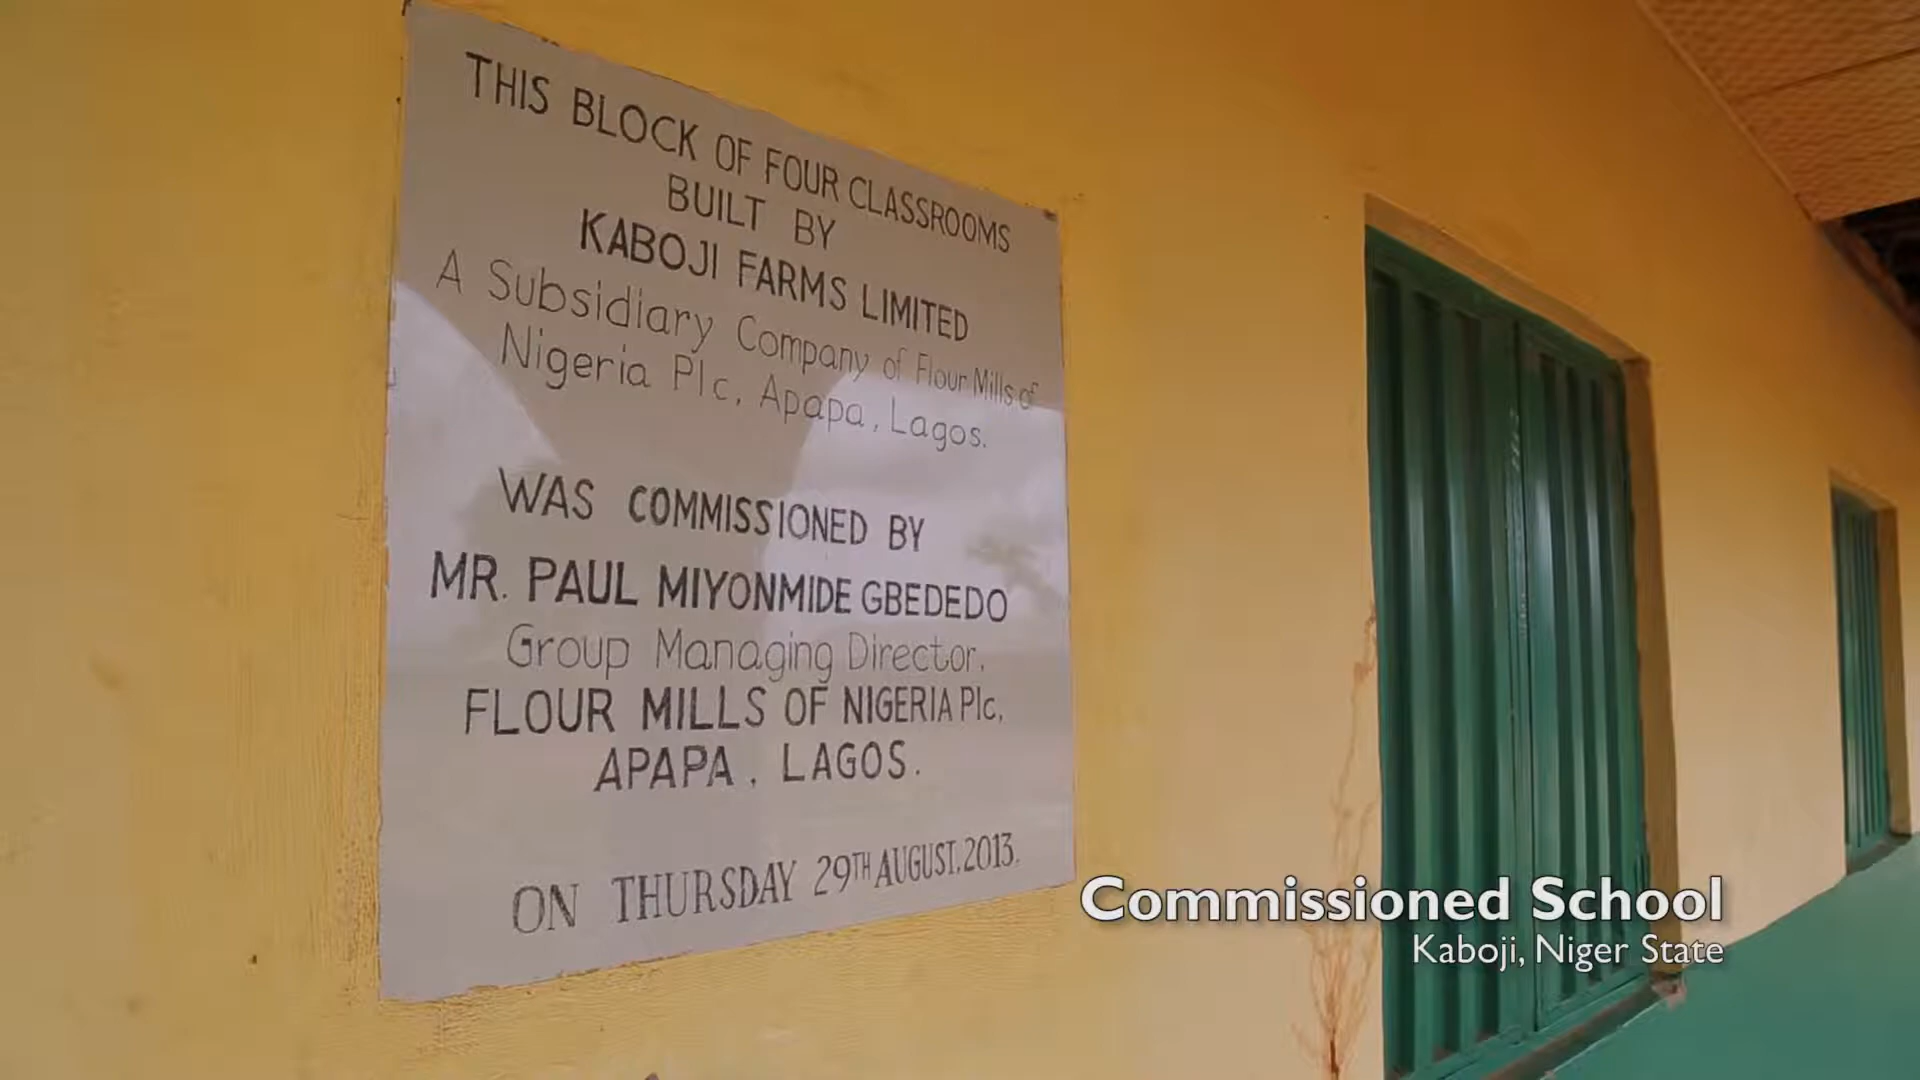 THIS BLOCK OF FOUR CLASSROOMS
BUILT BY
KABOJI FARMS LIMITED
A Subsidiary Company of Flour Mills of
Nigeria Plc, Apapa, Lagos.
WAS COMMISSIONED BY
MR. PAUL MIYONMIDE GBEDEDO
Group Managing Director,
FLOUR MILLS OF NIGERIA Plc,
APAPA, LAGOS.
ON THURSDAY 29TH AUGUST, 2013.
Commissioned School
Kaboji, Niger State